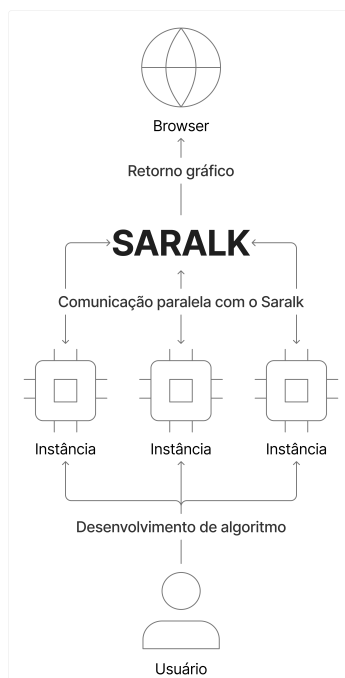 Browser
Retorno gráfico
SARALK
Comunicação paralela com o Saralk
Instância
Instância
Instância
Desenvolvimento de algoritmo
Usuário